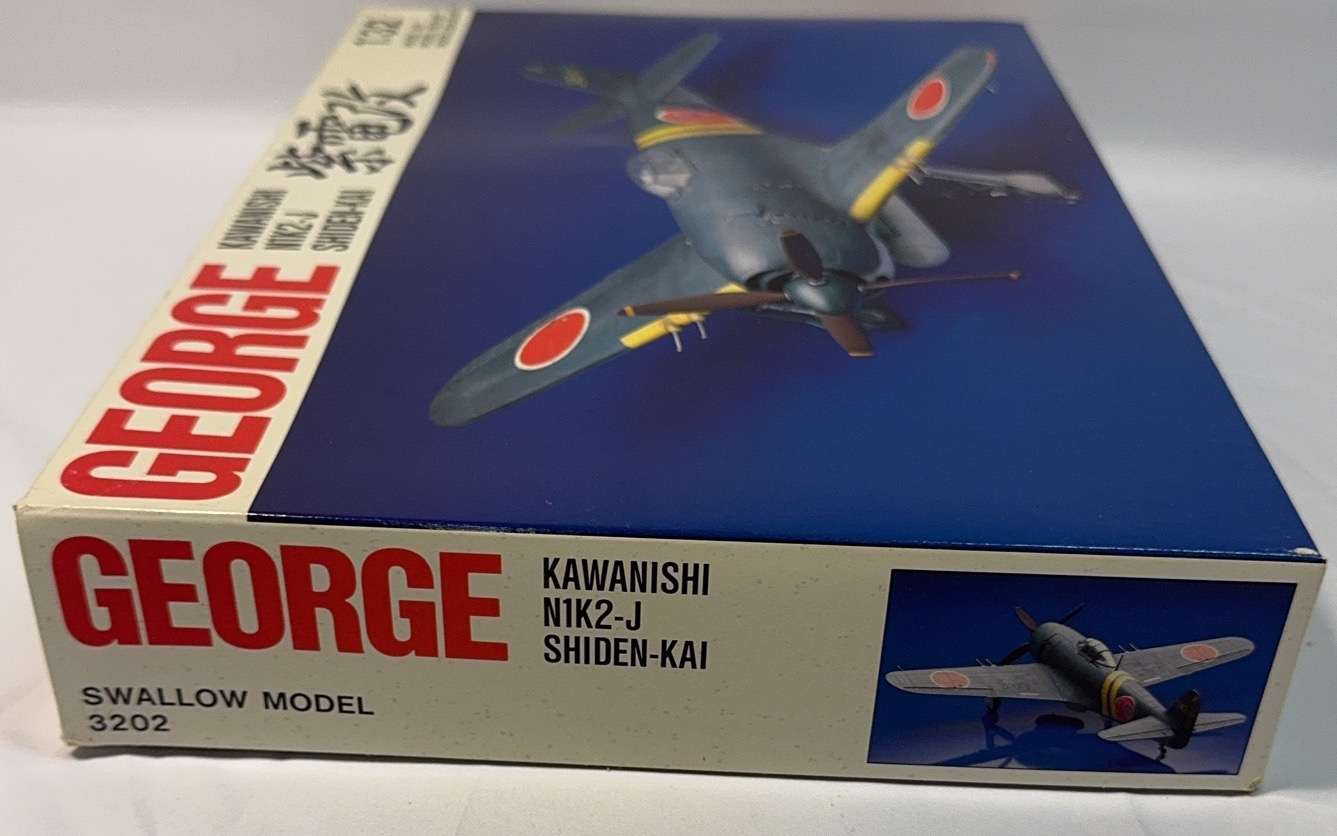 1:32
紫電改
KAWANISHI
N1K2-J
SHIDEN-KAI
GEORGE
GEORGE
KAWANISHI
N1K2-J
SHIDEN-KAI
SWALLOW MODEL
3202